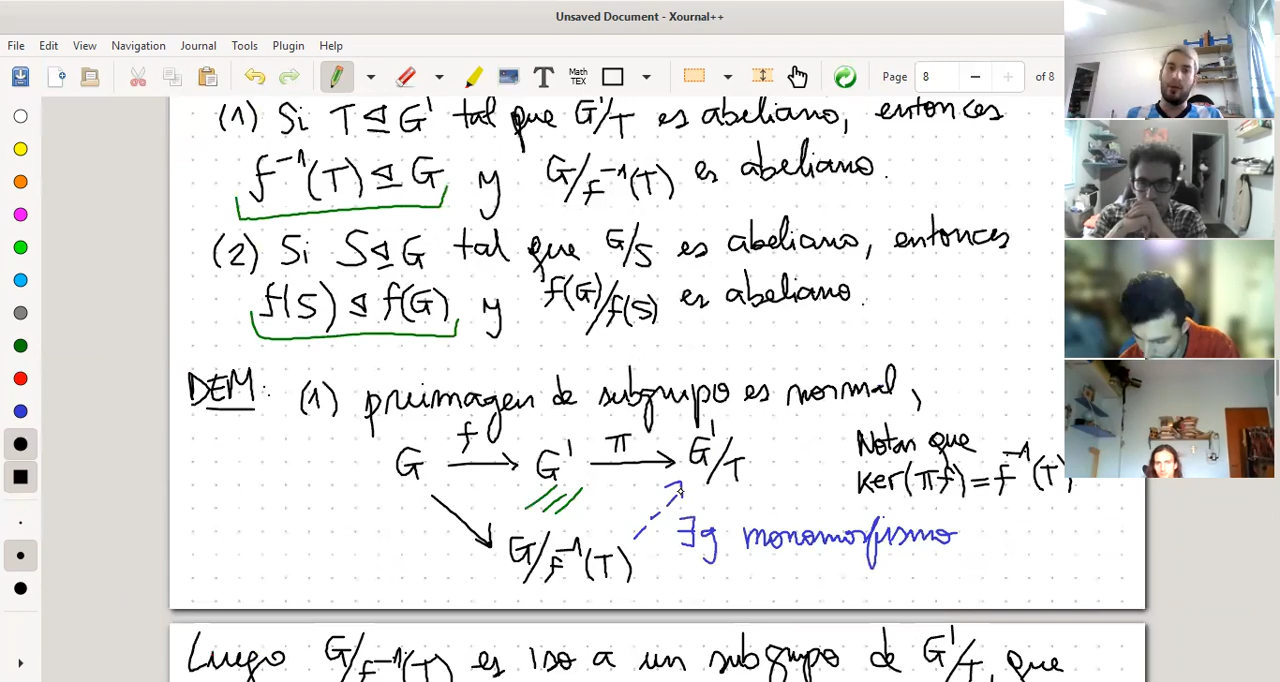 Unsaved Document - Xournal++
File Edit View Navigation Journal Tools Plugin Help
T Math TEX Page 8 of 8
(1) Si T ⊴ G' tal que G'/T es abeliano, entonces
f⁻¹(T) ⊴ G y G/f⁻¹(T) es abeliano.
(2) Si S ⊴ G tal que G/S es abeliano, entonces
f(S) ⊴ f(G) y f(G)/f(S) es abeliano.
DEM: (1) preimagen de subgrupo es normal,
G f G' π G'/T
Notar que
ker(πf) = f⁻¹(T)
G/f⁻¹(T) ∃g monomorfismo
Luego G/f⁻¹(T) es iso a un subgrupo de G'/T, que